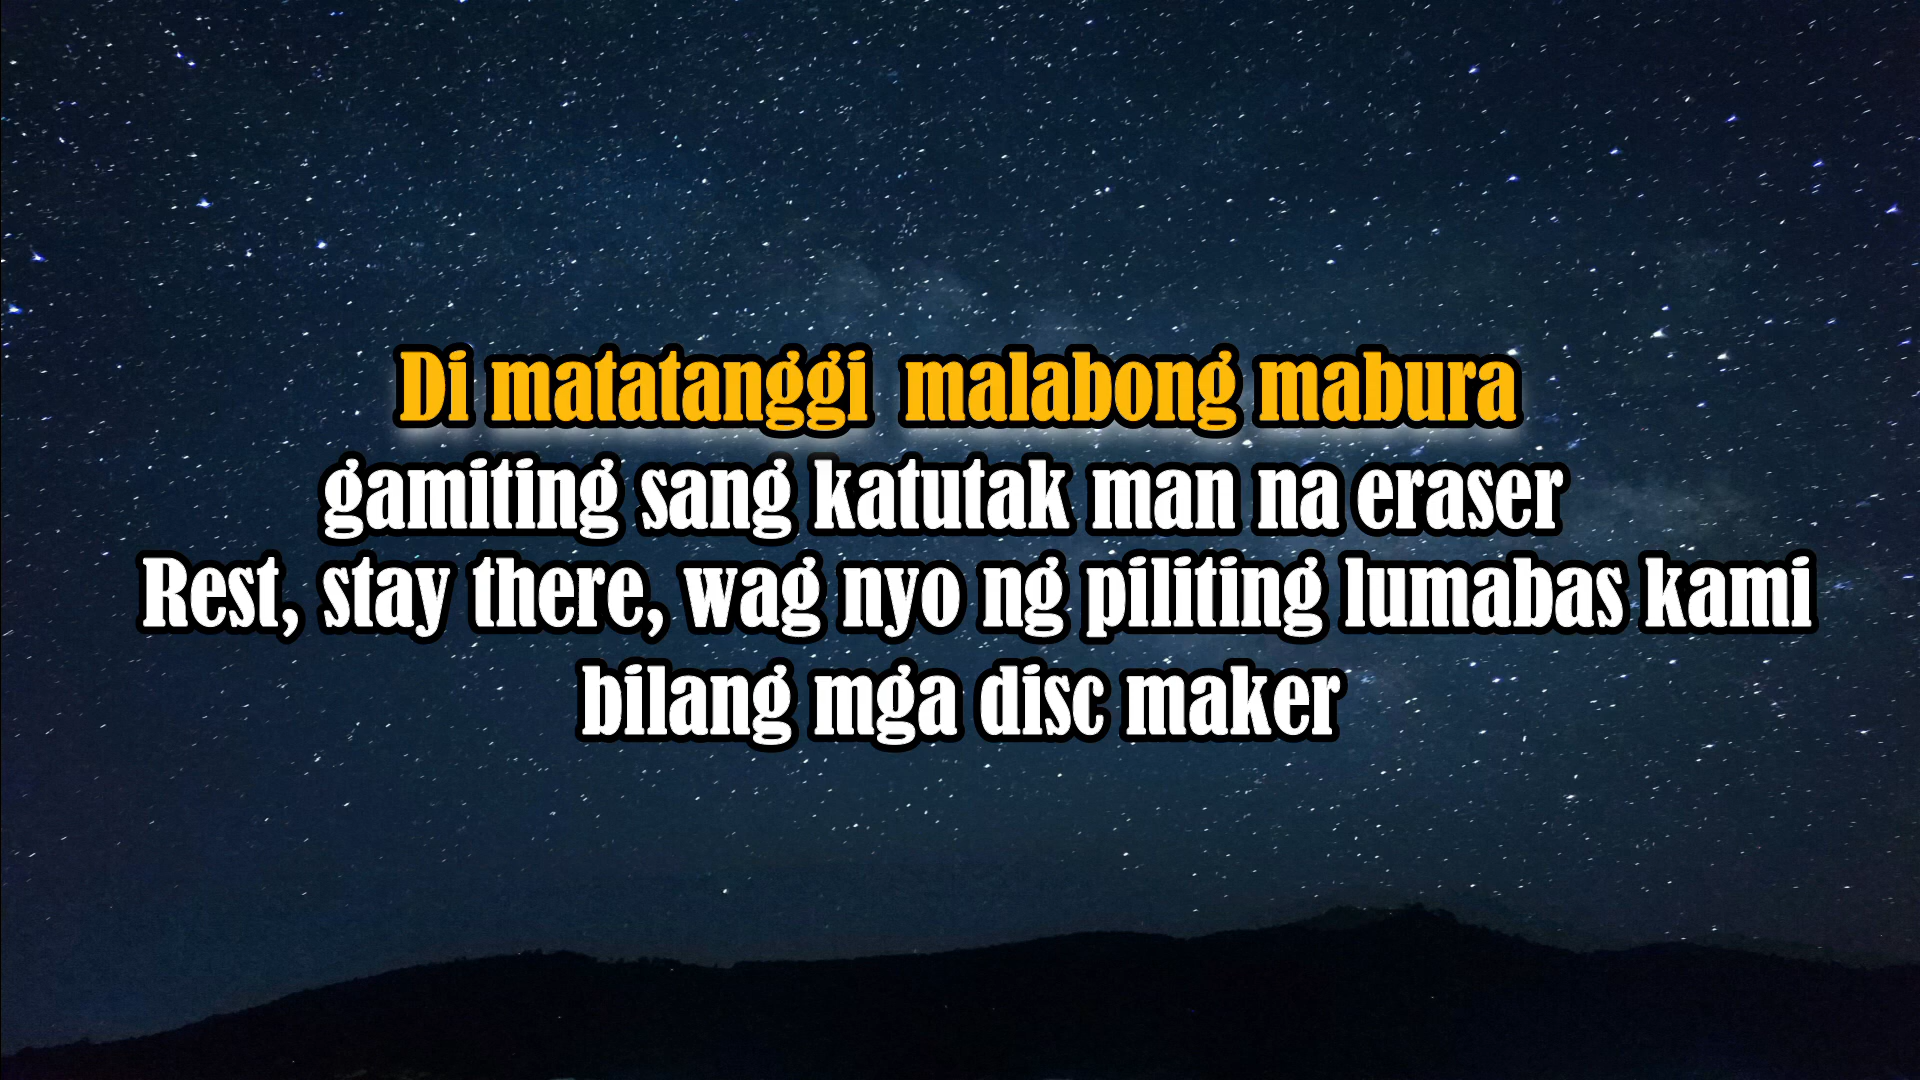 Di matatanggi  malabong mabura
gamiting sang katutak man na eraser
Rest, stay there, wag nyo ng piliting lumabas kami
bilang mga disc maker